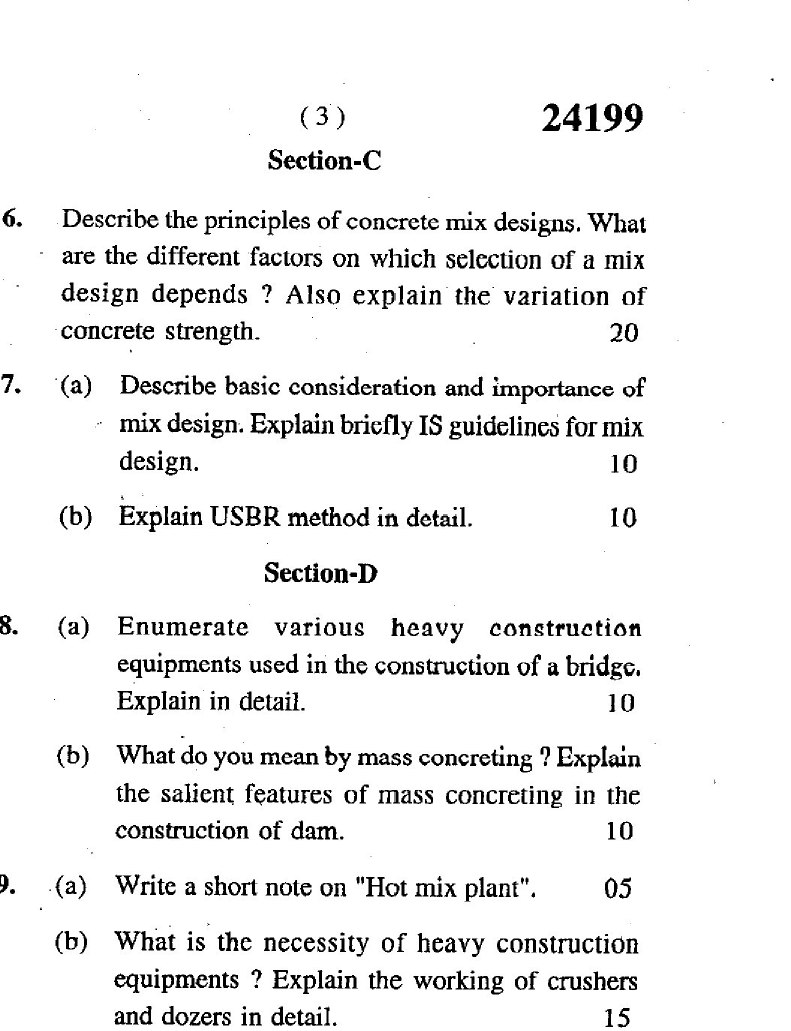 ( 3 ) 24199
Section-C
6. Describe the principles of concrete mix designs. What
are the different factors on which selection of a mix
design depends ? Also explain the variation of
concrete strength. 20
7. (a) Describe basic consideration and importance of
mix design. Explain briefly IS guidelines for mix
design. 10
(b) Explain USBR method in detail. 10
Section-D
8. (a) Enumerate various heavy construction
equipments used in the construction of a bridge.
Explain in detail. 10
(b) What do you mean by mass concreting ? Explain
the salient features of mass concreting in the
construction of dam. 10
9. (a) Write a short note on "Hot mix plant". 05
(b) What is the necessity of heavy construction
equipments ? Explain the working of crushers
and dozers in detail. 15